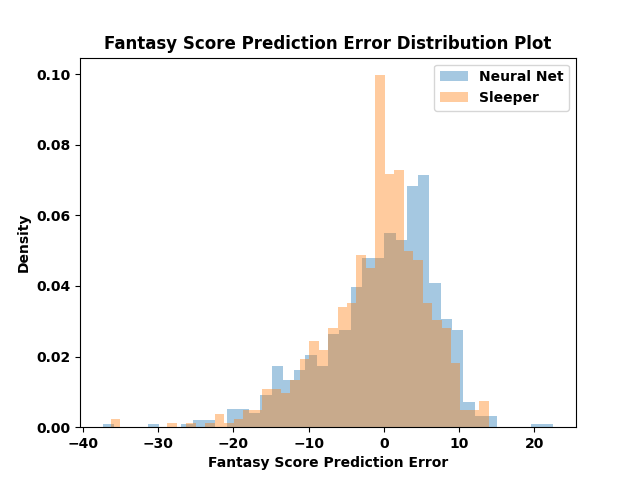 Fantasy Score Prediction Error Distribution Plot
Neural Net
Sleeper
0.10
0.08
0.06
0.04
0.02
0.00
Density
−40 −30 −20 −10 0 10 20
Fantasy Score Prediction Error